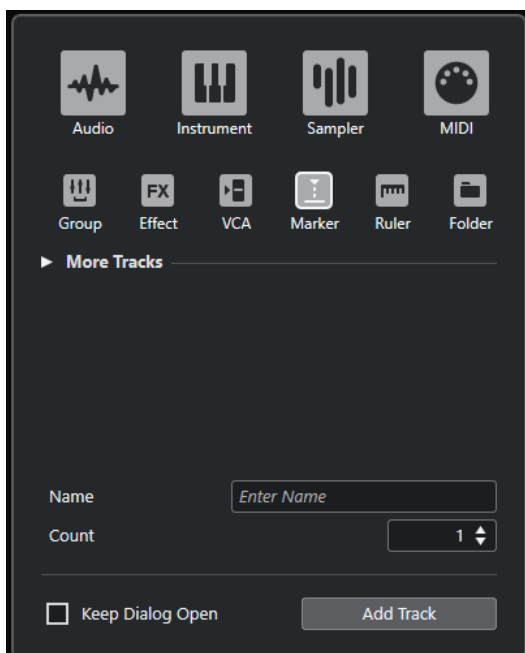 Audio Instrument Sampler MIDI
FX
Group Effect VCA Marker Ruler Folder
More Tracks
Name Enter Name
Count 1
Keep Dialog Open Add Track